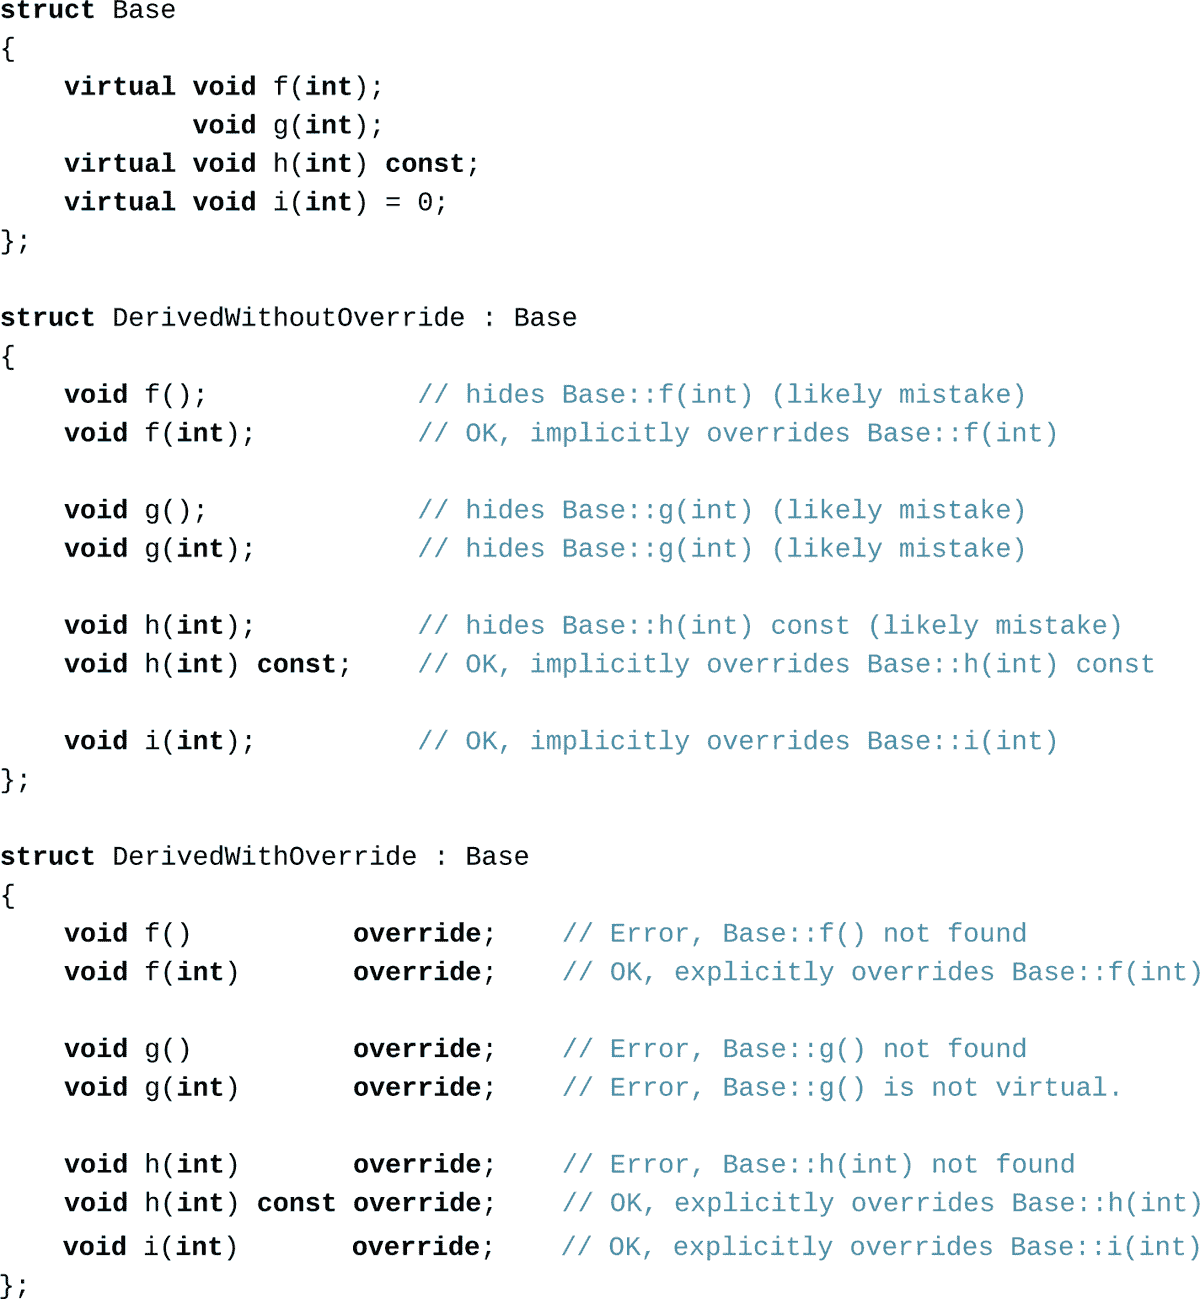 struct Base
{
    virtual void f(int);
            void g(int);
    virtual void h(int) const;
    virtual void i(int) = 0;
};

struct DerivedWithoutOverride : Base
{
    void f();             // hides Base::f(int) (likely mistake)
    void f(int);          // OK, implicitly overrides Base::f(int)

    void g();             // hides Base::g(int) (likely mistake)
    void g(int);          // hides Base::g(int) (likely mistake)

    void h(int);          // hides Base::h(int) const (likely mistake)
    void h(int) const;    // OK, implicitly overrides Base::h(int) const

    void i(int);          // OK, implicitly overrides Base::i(int)
};

struct DerivedWithOverride : Base
{
    void f()          override;    // Error, Base::f() not found
    void f(int)       override;    // OK, explicitly overrides Base::f(int)

    void g()          override;    // Error, Base::g() not found
    void g(int)       override;    // Error, Base::g() is not virtual.

    void h(int)       override;    // Error, Base::h(int) not found
    void h(int) const override;    // OK, explicitly overrides Base::h(int)
    void i(int)       override;    // OK, explicitly overrides Base::i(int)
};